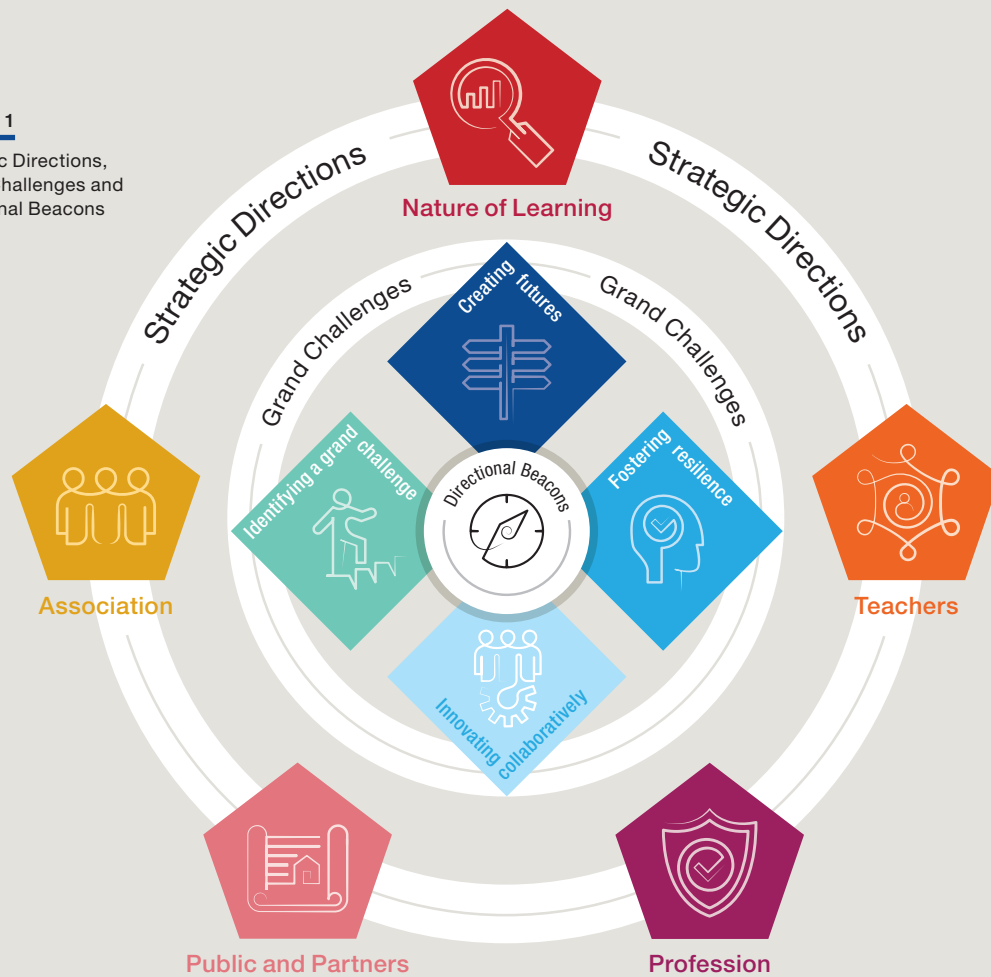 1
c Directions,
hallenges and
nal Beacons
Strategic Directions
Strategic Directions
Nature of Learning
Grand Challenges
Grand Challenges
Creating
futures
Identifying a grand
challenge
Directional Beacons
Fostering
resilience
Innovating
collaboratively
Association
Teachers
Public and Partners
Profession